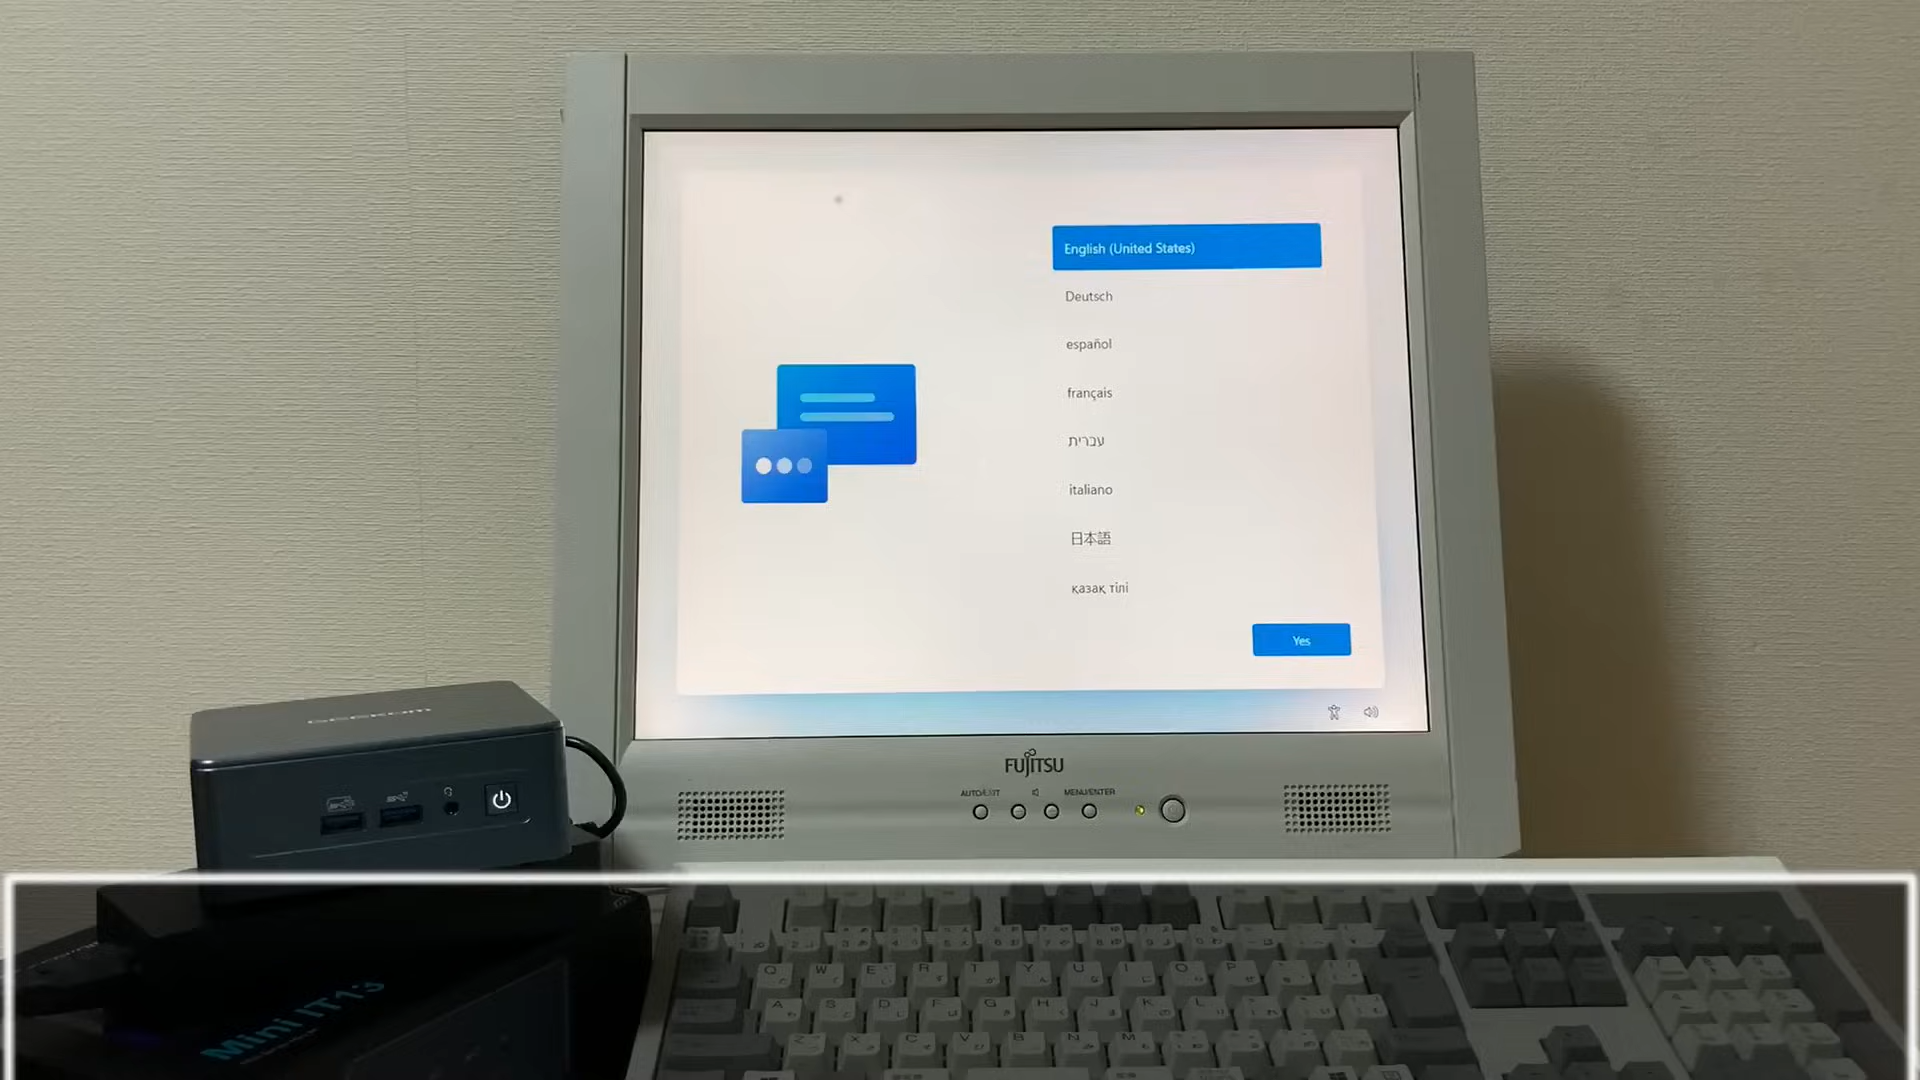 English (United States)
Deutsch
español
français
עברית
italiano
日本語
қазақ тілі
Yes
GEEKOM
FUJITSU
AUTO/EXIT
MENU/ENTER
Mini IT13
Q W E R T Y U I O P
A S D F G H J K L
Z X C V B N M